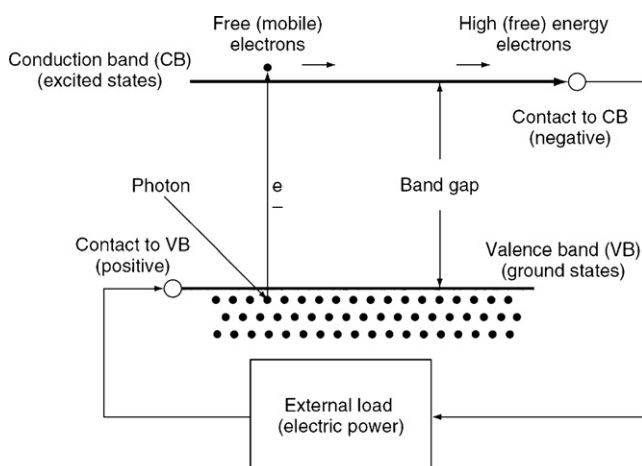 Free (mobile)
electrons
High (free) energy
electrons
Conduction band (CB)
(excited states)
Contact to CB
(negative)
Photon
e
–
Band gap
Contact to VB
(positive)
Valence band (VB)
(ground states)
External load
(electric power)